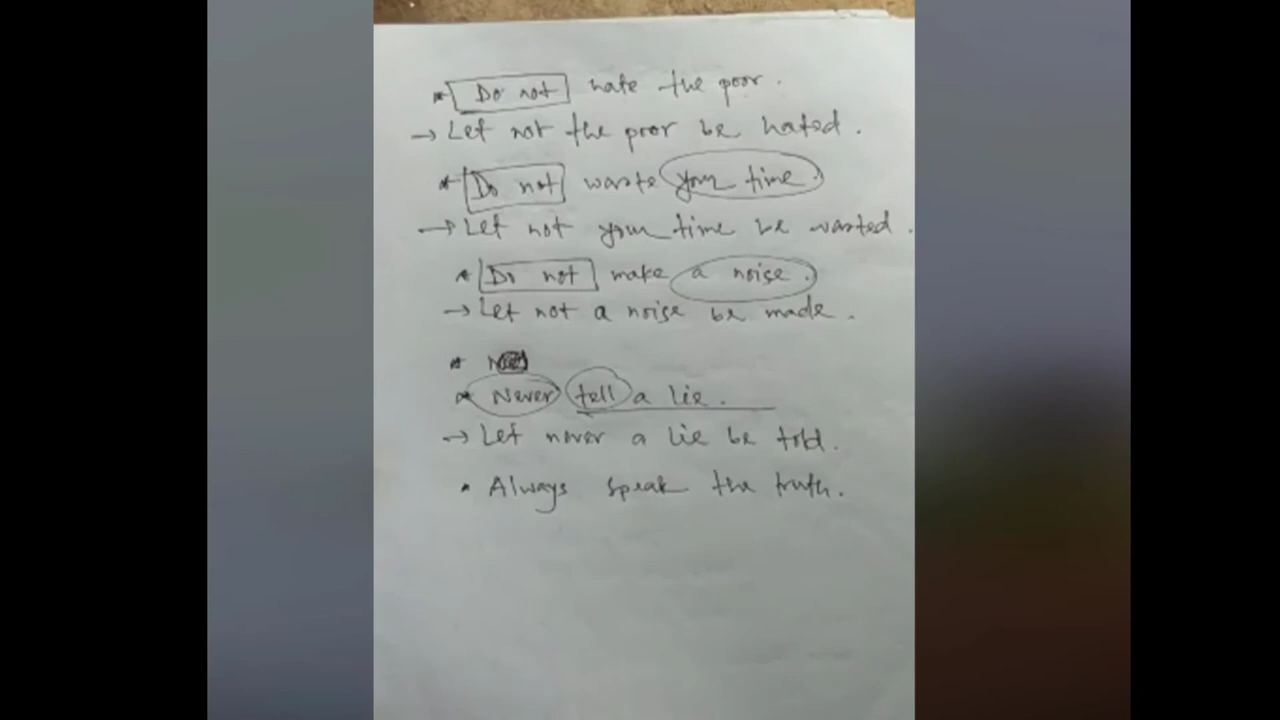 * Do not hate the poor.
→ Let not the poor be hated.
* Do not waste your time.
→ Let not your time be wasted.
* Do not make a noise.
→ Let not a noise be made.
*
* Never tell a lie.
→ Let never a lie be told.
* Always speak the truth.